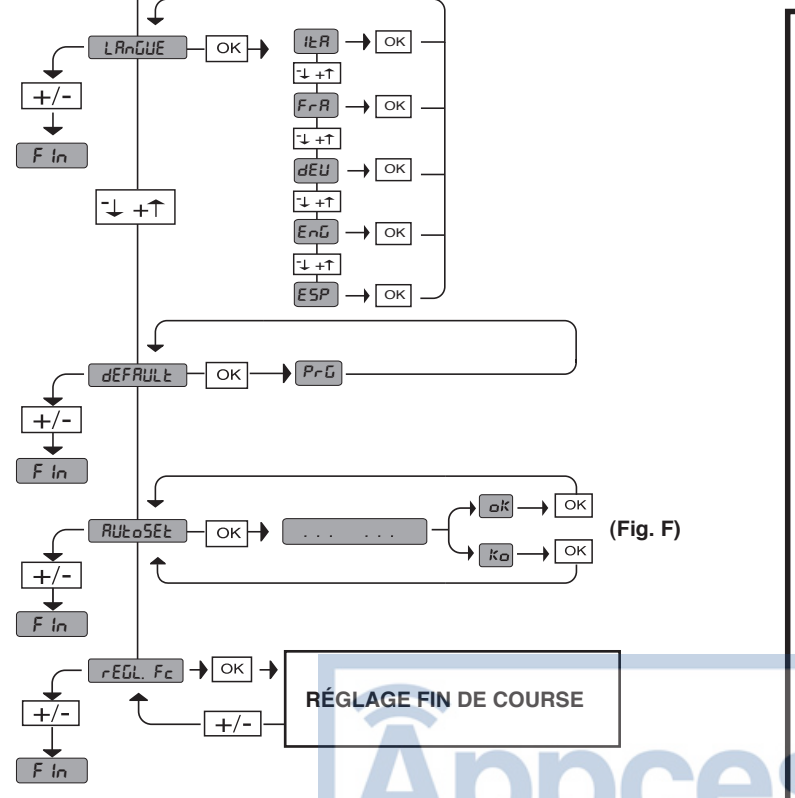 LAnGUE OK ItA OK
-↓ +↑
+/- FrA OK
F In -↓ +↑
dEU OK
-↓ +↑ -↓ +↑
EnG OK
-↓ +↑
ESP OK
dEFAULt OK PrG
+/-
F In
AUtoSEt OK ... ... oK OK
Ko OK
(Fig. F)
+/-
F In
rEGL. Fc OK RÉGLAGE FIN DE COURSE
+/- +/-
F In